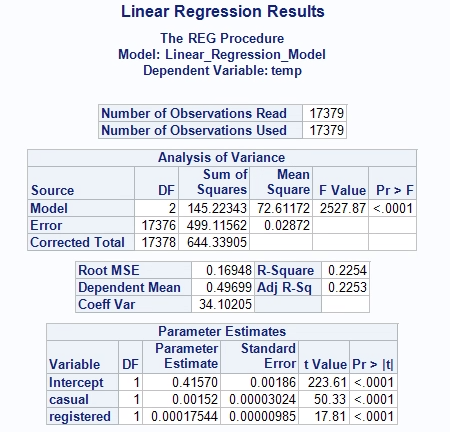 Linear Regression Results
The REG Procedure
Model: Linear_Regression_Model
Dependent Variable: temp
Number of Observations Read 17379
Number of Observations Used 17379
Analysis of Variance
Source DF Sum of Squares Mean Square F Value Pr > F
Model 2 145.22343 72.61172 2527.87 <.0001
Error 17376 499.11562 0.02872
Corrected Total 17378 644.33905
Root MSE 0.16948 R-Square 0.2254
Dependent Mean 0.49699 Adj R-Sq 0.2253
Coeff Var 34.10205
Parameter Estimates
Variable DF Parameter Estimate Standard Error t Value Pr > |t|
Intercept 1 0.41570 0.00186 223.61 <.0001
casual 1 0.00152 0.00003024 50.33 <.0001
registered 1 0.00017544 0.00000985 17.81 <.0001